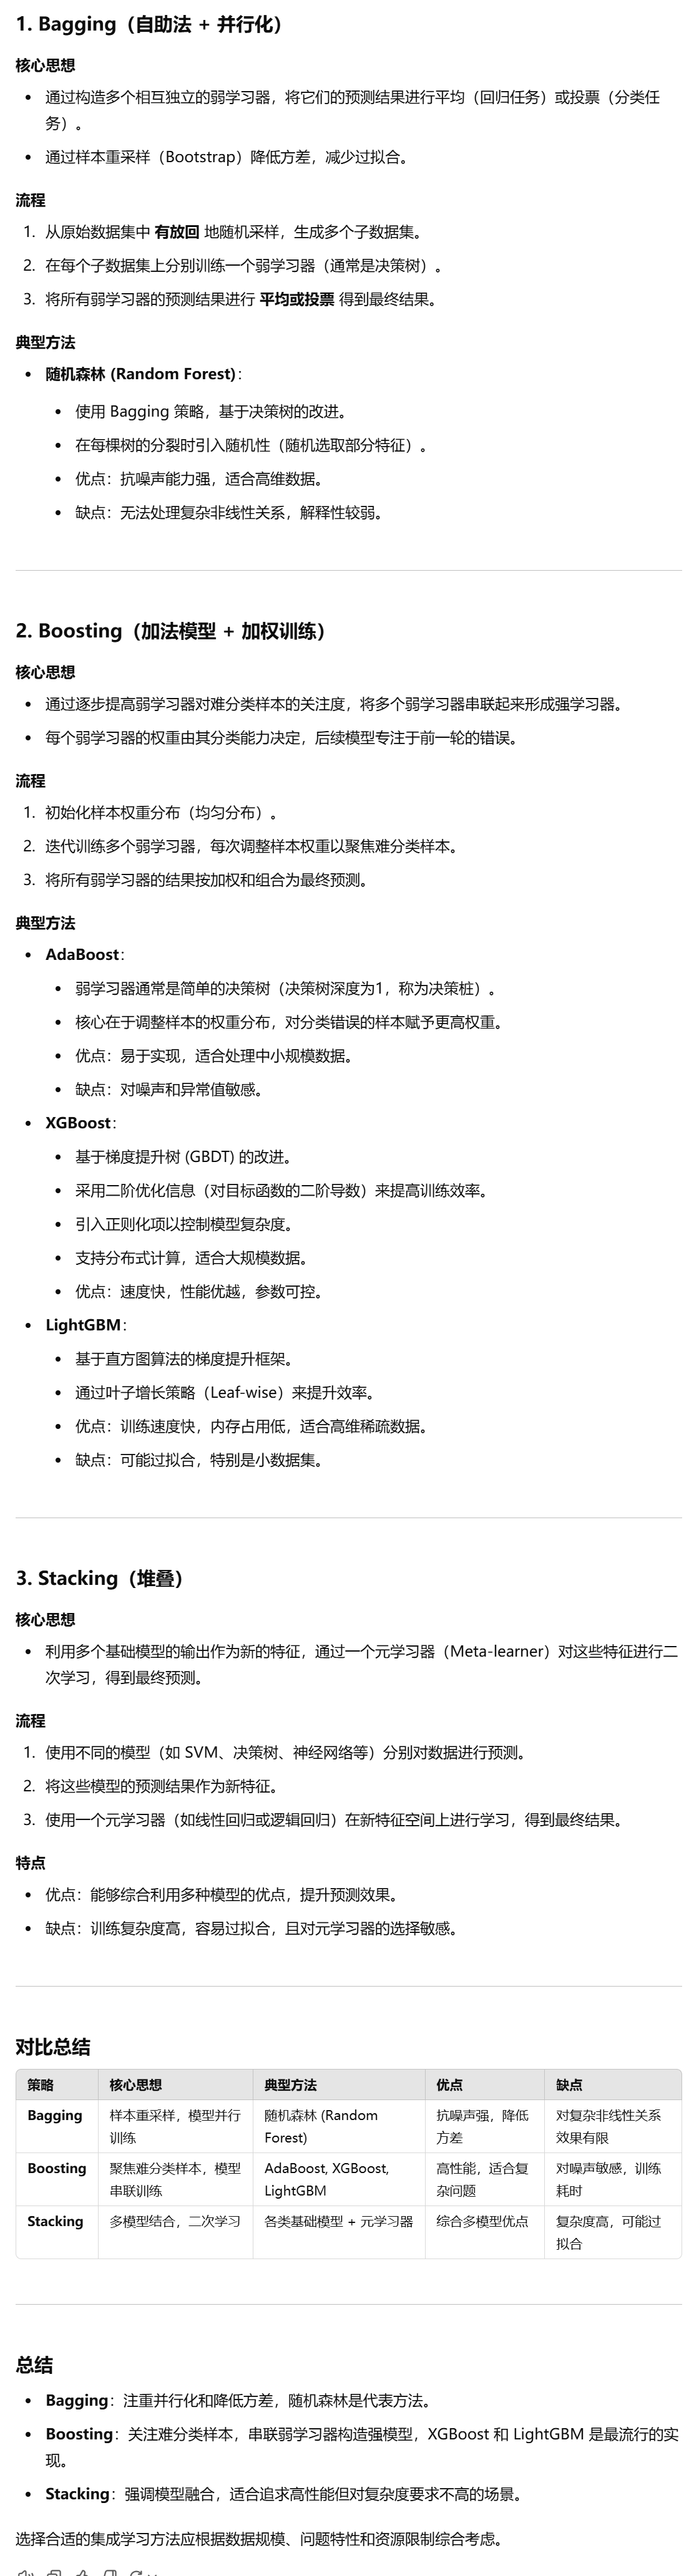 1. Bagging（自助法 + 并行化）
核心思想
• 通过构造多个相互独立的弱学习器，将它们的预测结果进行平均（回归任务）或投票（分类任
务）。
• 通过样本重采样（Bootstrap）降低方差，减少过拟合。
流程
1. 从原始数据集中 有放回 地随机采样，生成多个子数据集。
2. 在每个子数据集上分别训练一个弱学习器（通常是决策树）。
3. 将所有弱学习器的预测结果进行 平均或投票 得到最终结果。
典型方法
• 随机森林 (Random Forest)：
• 使用 Bagging 策略，基于决策树的改进。
• 在每棵树的分裂时引入随机性（随机选取部分特征）。
• 优点：抗噪声能力强，适合高维数据。
• 缺点：无法处理复杂非线性关系，解释性较弱。
2. Boosting（加法模型 + 加权训练）
核心思想
• 通过逐步提高弱学习器对难分类样本的关注度，将多个弱学习器串联起来形成强学习器。
• 每个弱学习器的权重由其分类能力决定，后续模型专注于前一轮的错误。
流程
1. 初始化样本权重分布（均匀分布）。
2. 迭代训练多个弱学习器，每次调整样本权重以聚焦难分类样本。
3. 将所有弱学习器的结果按加权和组合为最终预测。
典型方法
• AdaBoost：
• 弱学习器通常是简单的决策树（决策树深度为1，称为决策桩）。
• 核心在于调整样本的权重分布，对分类错误的样本赋予更高权重。
• 优点：易于实现，适合处理中小规模数据。
• 缺点：对噪声和异常值敏感。
• XGBoost：
• 基于梯度提升树 (GBDT) 的改进。
• 采用二阶优化信息（对目标函数的二阶导数）来提高训练效率。
• 引入正则化项以控制模型复杂度。
• 支持分布式计算，适合大规模数据。
• 优点：速度快，性能优越，参数可控。
• LightGBM：
• 基于直方图算法的梯度提升框架。
• 通过叶子增长策略（Leaf-wise）来提升效率。
• 优点：训练速度快，内存占用低，适合高维稀疏数据。
• 缺点：可能过拟合，特别是小数据集。
3. Stacking（堆叠）
核心思想
• 利用多个基础模型的输出作为新的特征，通过一个元学习器（Meta-learner）对这些特征进行二
次学习，得到最终预测。
流程
1. 使用不同的模型（如 SVM、决策树、神经网络等）分别对数据进行预测。
2. 将这些模型的预测结果作为新特征。
3. 使用一个元学习器（如线性回归或逻辑回归）在新特征空间上进行学习，得到最终结果。
特点
• 优点：能够综合利用多种模型的优点，提升预测效果。
• 缺点：训练复杂度高，容易过拟合，且对元学习器的选择敏感。
对比总结
策略 核心思想 典型方法 优点 缺点
Bagging 样本重采样，模型并行 随机森林 (Random 抗噪声强，降低 对复杂非线性关系
训练 Forest) 方差 效果有限
Boosting 聚焦难分类样本，模型 AdaBoost, XGBoost, 高性能，适合复 对噪声敏感，训练
串联训练 LightGBM 杂问题 耗时
Stacking 多模型结合，二次学习 各类基础模型 + 元学习器 综合多模型优点 复杂度高，可能过
拟合
总结
• Bagging：注重并行化和降低方差，随机森林是代表方法。
• Boosting：关注难分类样本，串联弱学习器构造强模型，XGBoost 和 LightGBM 是最流行的实
现。
• Stacking：强调模型融合，适合追求高性能但对复杂度要求不高的场景。
选择合适的集成学习方法应根据数据规模、问题特性和资源限制综合考虑。